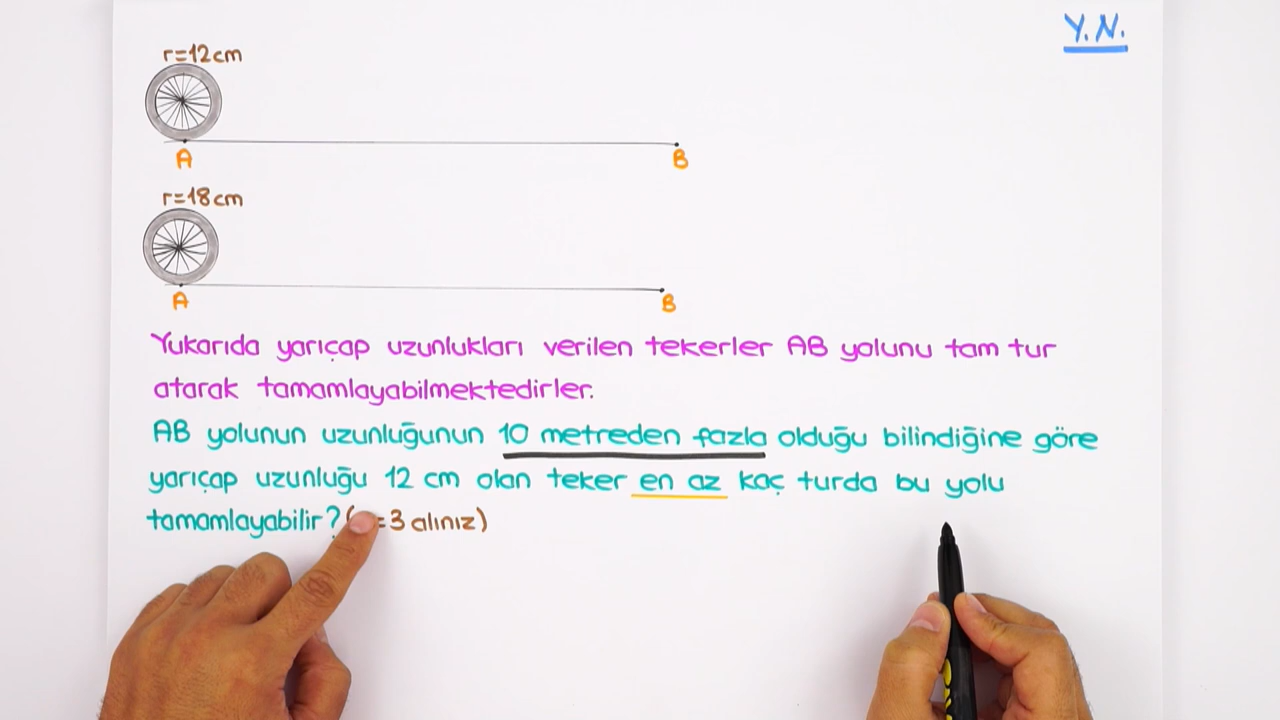 Y.N.
r=12cm
A B
r=18cm
A B
Yukarıda yarıçap uzunlukları verilen tekerler AB yolunu tam tur
atarak tamamlayabilmektedirler.
AB yolunun uzunluğunun 10 metreden fazla olduğu bilindiğine göre
yarıçap uzunluğu 12 cm olan teker en az kaç turda bu yolu
tamamlayabilir? ( =3 alınız)